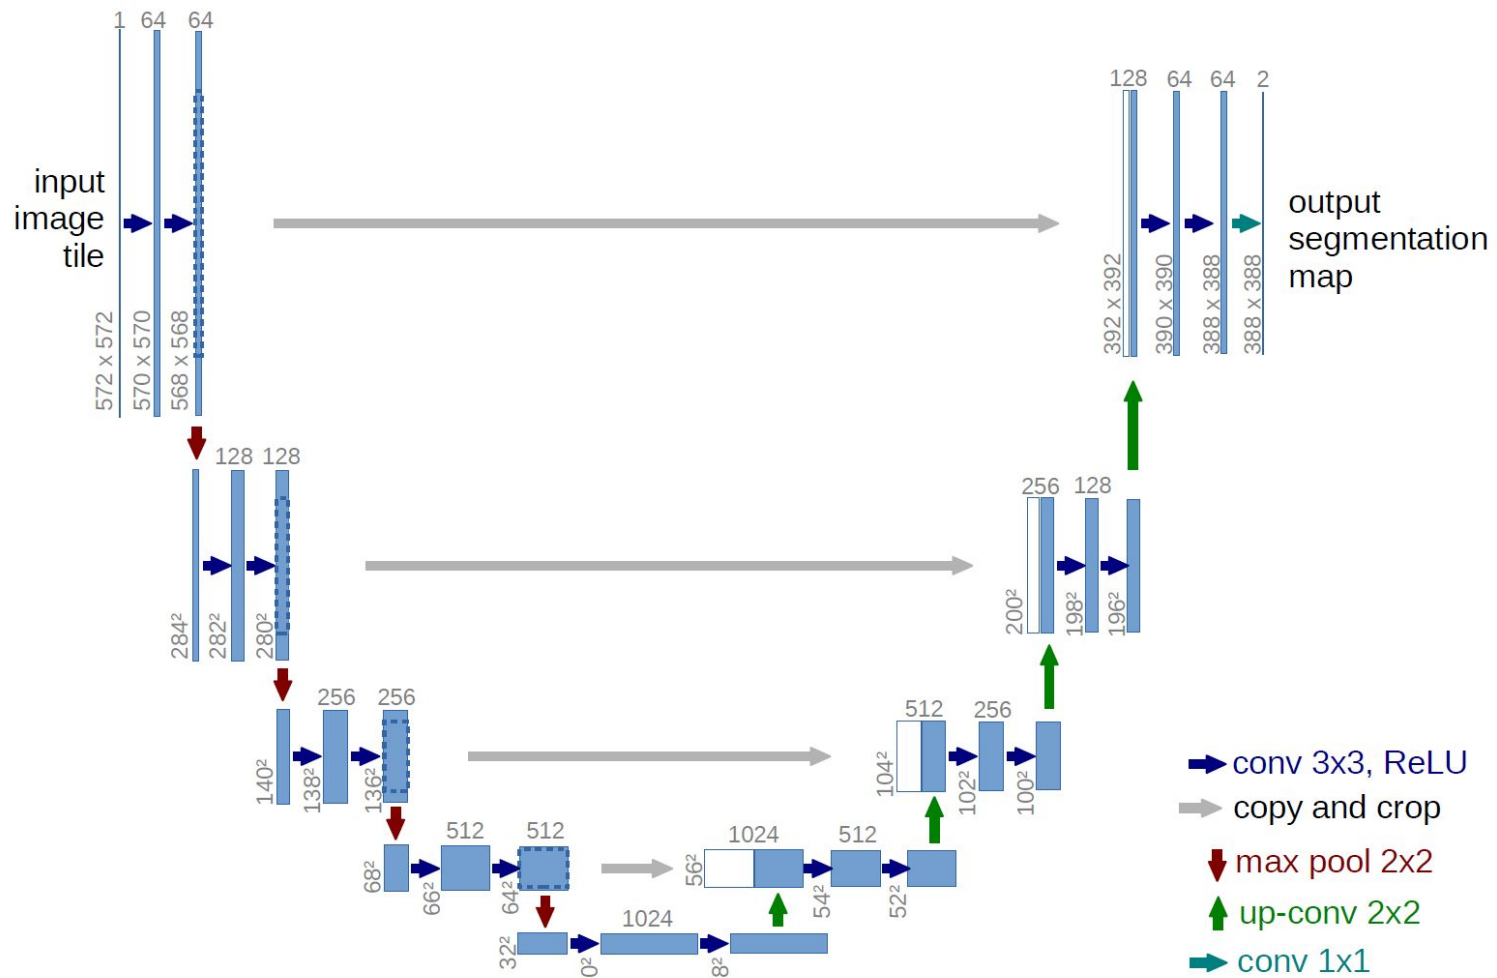 1 64 64
input
image
tile
572 x 572
570 x 570
568 x 568
128 64 64 2
392 x 392
390 x 390
388 x 388
388 x 388
output
segmentation
map
128 128
284²
282²
280²
256 128
200²
198²
196²
256 256
140²
138²
136²
512 256
104²
102²
100²
512 512
68²
66²
64²
1024 512
56²
54²
52²
1024
32²
0²
8²
conv 3x3, ReLU
copy and crop
max pool 2x2
up-conv 2x2
conv 1x1